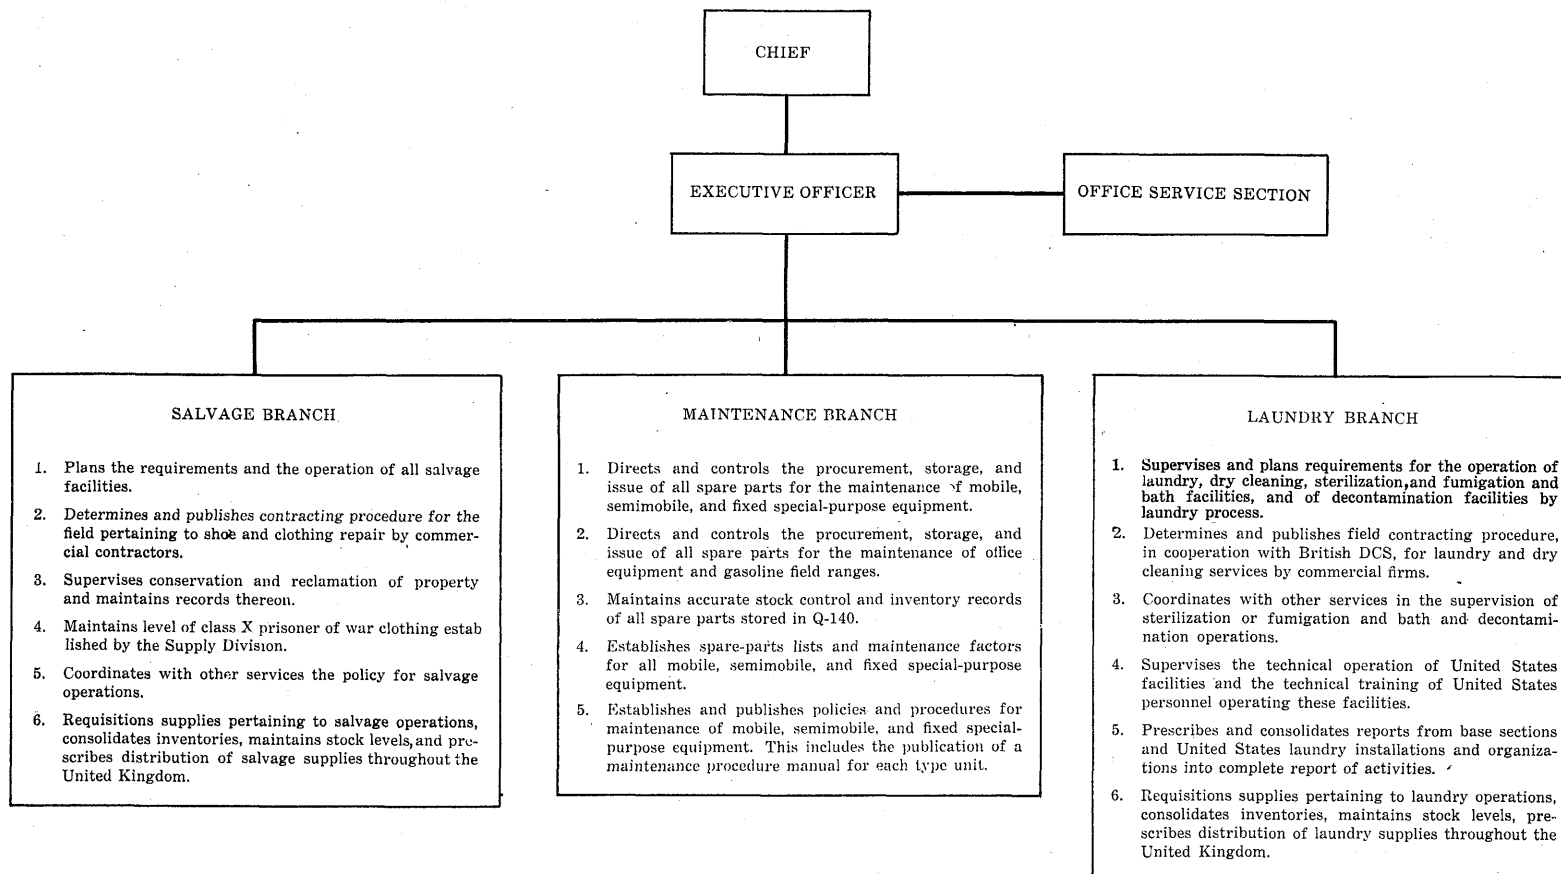 CHIEF
EXECUTIVE OFFICER
OFFICE SERVICE SECTION
SALVAGE BRANCH
1. Plans the requirements and the operation of all salvage
facilities.
2. Determines and publishes contracting procedure for the
field pertaining to shoe and clothing repair by commer-
cial contractors.
3. Supervises conservation and reclamation of property
and maintains records thereon.
4. Maintains level of class X prisoner of war clothing estab
lished by the Supply Division.
5. Coordinates with other services the policy for salvage
operations.
6. Requisitions supplies pertaining to salvage operations,
consolidates inventories, maintains stock levels, and pre-
scribes distribution of salvage supplies throughout the
United Kingdom.
MAINTENANCE BRANCH
1. Directs and controls the procurement, storage, and
issue of all spare parts for the maintenance of mobile,
semimobile, and fixed special-purpose equipment.
2. Directs and controls the procurement, storage, and
issue of all spare parts for the maintenance of office
equipment and gasoline field ranges.
3. Maintains accurate stock control and inventory records
of all spare parts stored in Q-140.
4. Establishes spare-parts lists and maintenance factors
for all mobile, semimobile, and fixed special-purpose
equipment.
5. Establishes and publishes policies and procedures for
maintenance of mobile, semimobile, and fixed special-
purpose equipment. This includes the publication of a
maintenance procedure manual for each type unit.
LAUNDRY BRANCH
1. Supervises and plans requirements for the operation of
laundry, dry cleaning, sterilization, and fumigation and
bath facilities, and of decontamination facilities by
laundry process.
2. Determines and publishes field contracting procedure,
in cooperation with British DCS, for laundry and dry
cleaning services by commercial firms.
3. Coordinates with other services in the supervision of
sterilization or fumigation and bath and decontami-
nation operations.
4. Supervises the technical operation of United States
facilities and the technical training of United States
personnel operating these facilities.
5. Prescribes and consolidates reports from base sections
and United States laundry installations and organiza-
tions into complete report of activities.
6. Requisitions supplies pertaining to laundry operations,
consolidates inventories, maintains stock levels, pre-
scribes distribution of laundry supplies throughout the
United Kingdom.